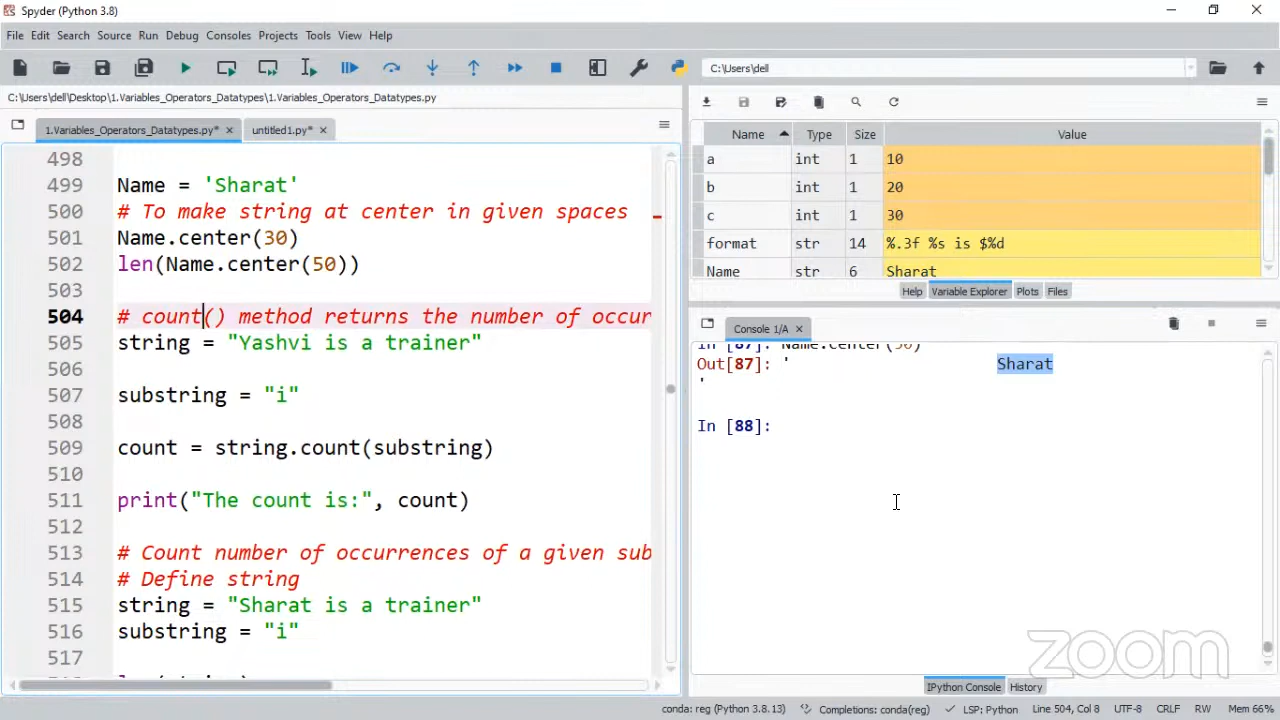 Spyder (Python 3.8)
File Edit Search Source Run Debug Consoles Projects Tools View Help
C:\Users\dell
C:\Users\dell\Desktop\1.Variables_Operators_Datatypes\1.Variables_Operators_Datatypes.py
1.Variables_Operators_Datatypes.py*
untitled1.py*
498
499 Name = 'Sharat'
500 # To make string at center in given spaces
501 Name.center(30)
502 len(Name.center(50))
503
504 # count() method returns the number of occur
505 string = "Yashvi is a trainer"
506
507 substring = "i"
508
509 count = string.count(substring)
510
511 print("The count is:", count)
512
513 # Count number of occurrences of a given sub
514 # Define string
515 string = "Sharat is a trainer"
516 substring = "i"
517
Name Type Size Value
a int 1 10
b int 1 20
c int 1 30
format str 14 %.3f %s is $%d
Name str 6 Sharat
Help Variable Explorer Plots Files
Console 1/A
In [87]: Name.center(50)
Out[87]: ' Sharat
'
In [88]:
zoom
IPython Console History
conda: reg (Python 3.8.13) Completions: conda(reg) LSP: Python Line 504, Col 8 UTF-8 CRLF RW Mem 66%